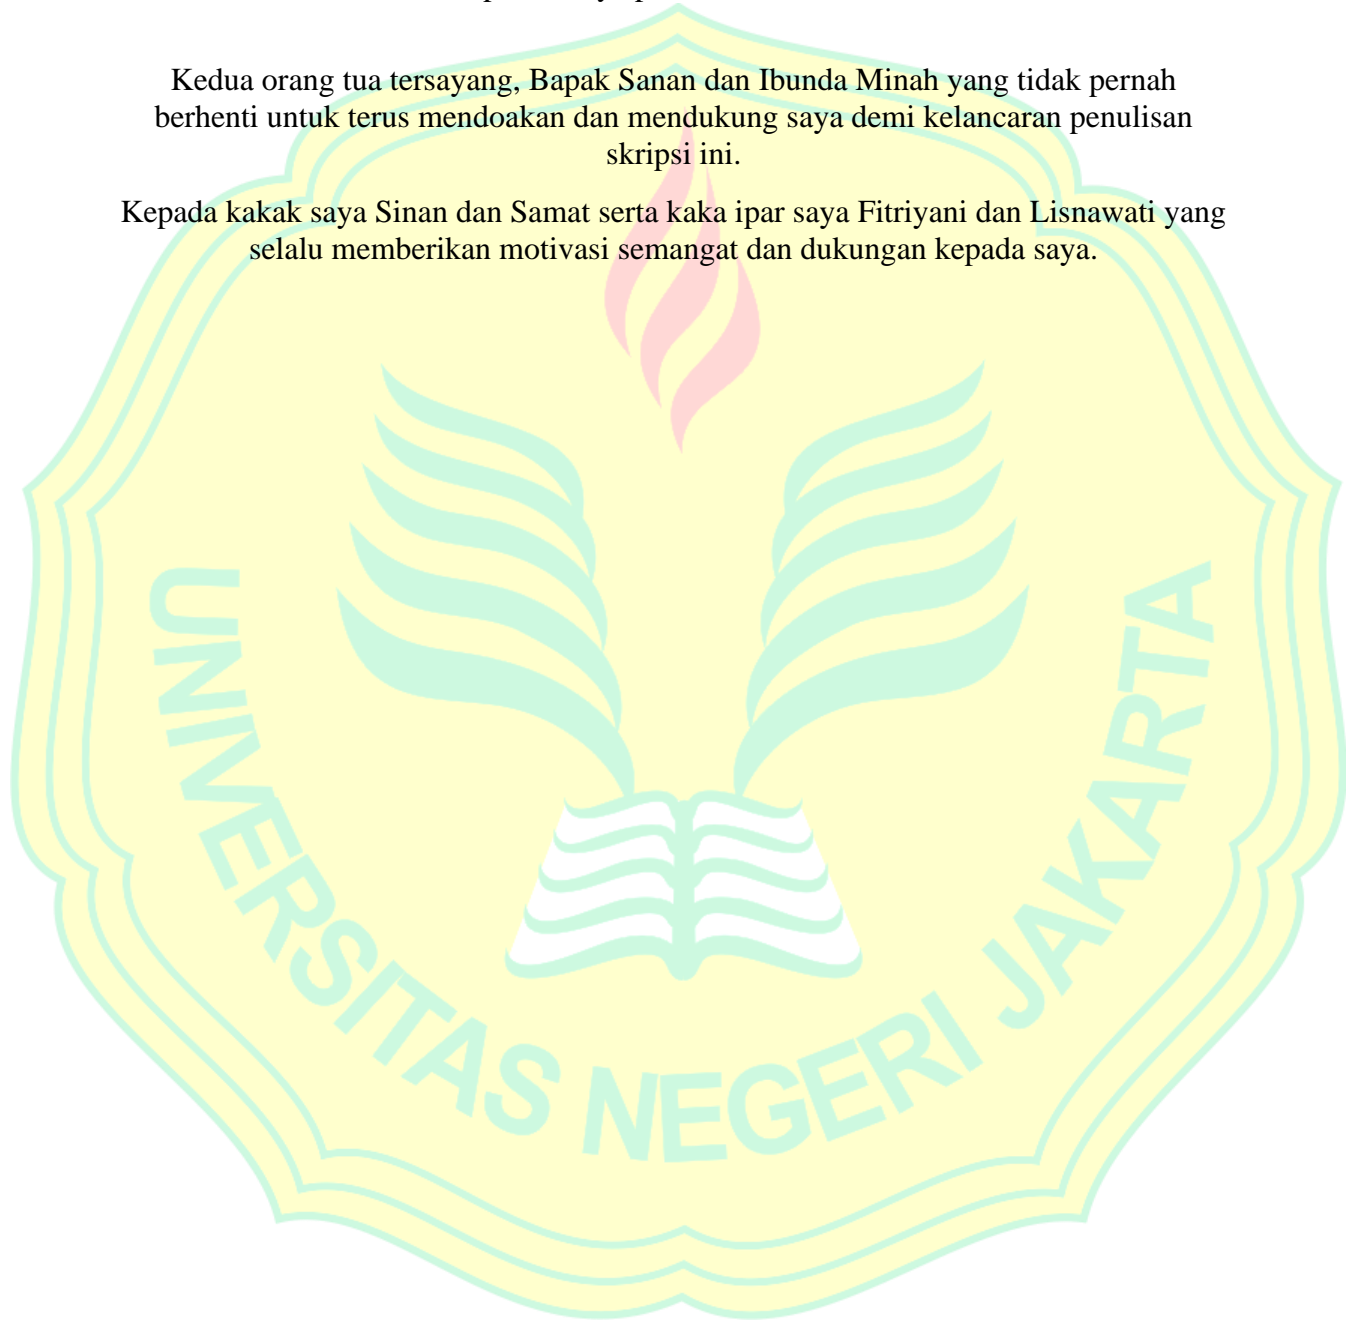 Kedua orang tua tersayang, Bapak Sanan dan Ibunda Minah yang tidak pernah
berhenti untuk terus mendoakan dan mendukung saya demi kelancaran penulisan
skripsi ini.
Kepada kakak saya Sinan dan Samat serta kaka ipar saya Fitriyani dan Lisnawati yang
selalu memberikan motivasi semangat dan dukungan kepada saya.
UNIVERSITAS NEGERI JAKARTA